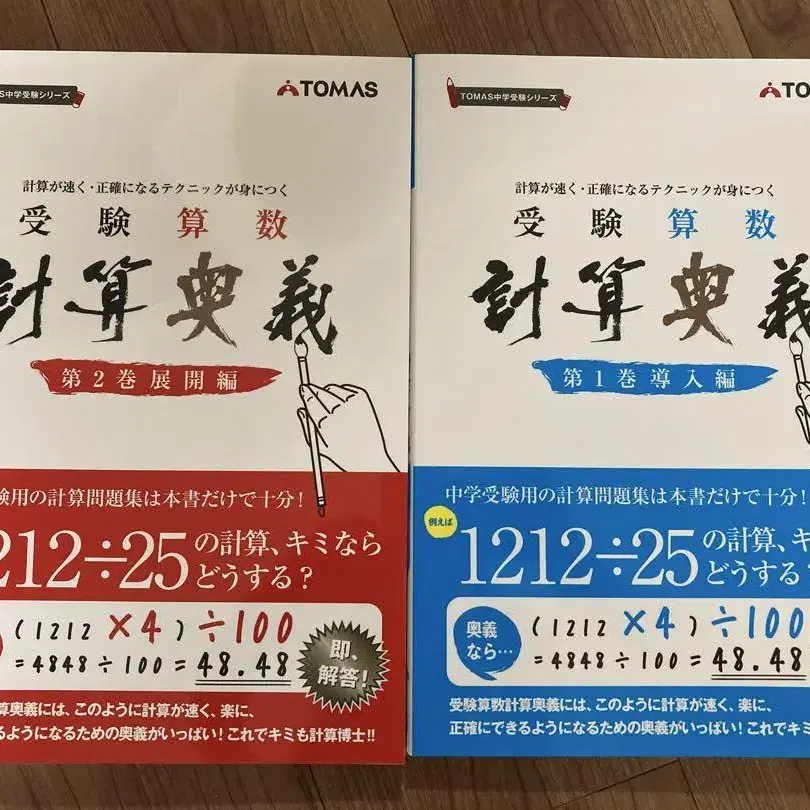 S中学受験シリーズ
TOMAS
計算が速く・正確になるテクニックが身につく
受験算数
計算奥義
第2巻展開編
験用の計算問題集は本書だけで十分!
212÷25の計算、キミなら
どうする?
(1212 ×4) ÷100
=4848÷100=48.48
即、
解答!
算奥義には、このように計算が速く、楽に、
るようになるための奥義がいっぱい!これでキミも計算博士!!
TOMAS中学受験シリーズ
TO
計算が速く・正確になるテクニックが身につく
受験算数
計算奥義
第1巻導入編
中学受験用の計算問題集は本書だけで十分!
例えば
1212÷25の計算、キ
どうする?
奥義
なら…
(1212 ×4) ÷100
=4848÷100=48.48
受験算数計算奥義には、このように計算が速く、楽に、
正確にできるようになるための奥義がいっぱい!これでキミ